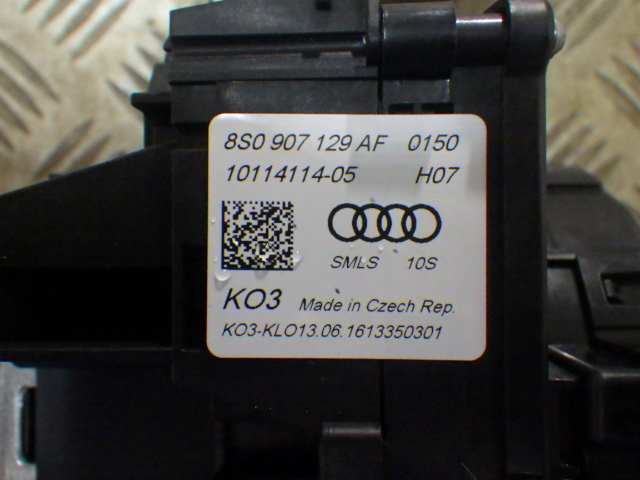 8S0 907 129 AF 0150
10114114-05 H07
SMLS 10S
KO3 Made in Czech Rep.
KO3-KLO13.06.1613350301